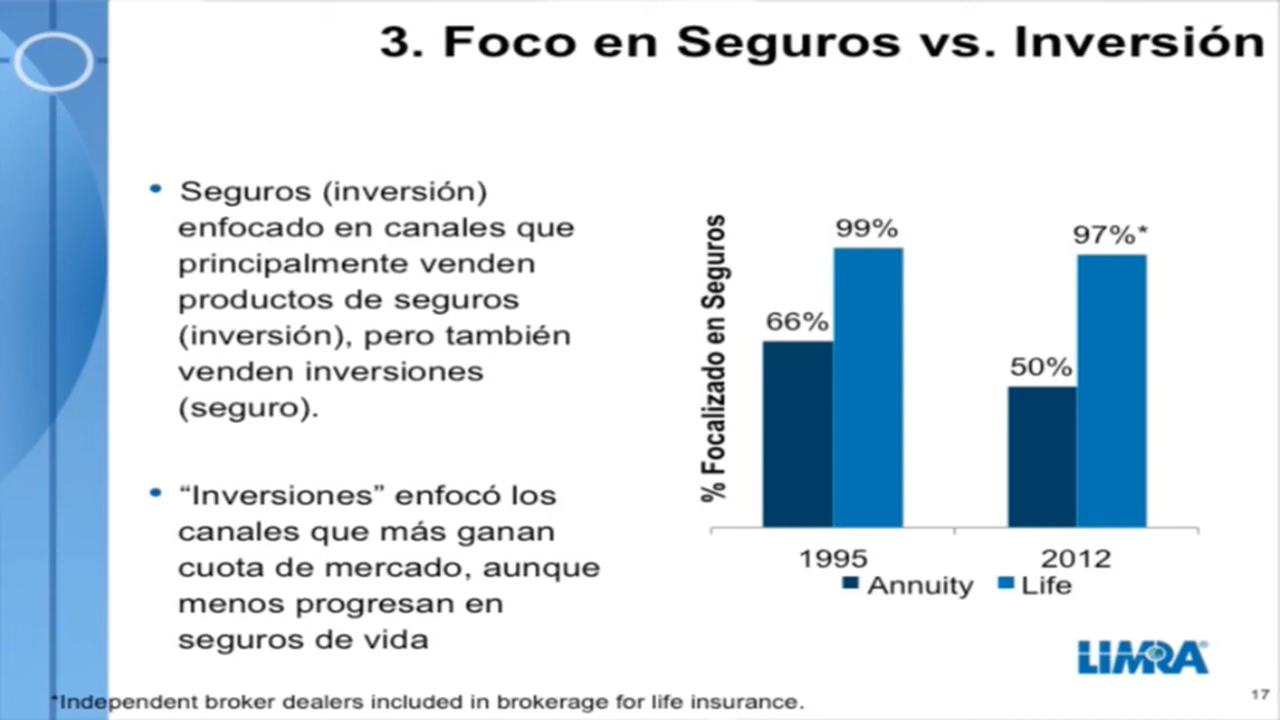 3. Foco en Seguros vs. Inversión
• Seguros (inversión)
enfocado en canales que
principalmente venden
productos de seguros
(inversión), pero también
venden inversiones
(seguro).
• “Inversiones” enfocó los
canales que más ganan
cuota de mercado, aunque
menos progresan en
seguros de vida
% Focalizado en Seguros
66%
99%
50%
97%*
1995
2012
Annuity
Life
LIMRA®
*Independent broker dealers included in brokerage for life insurance.
17